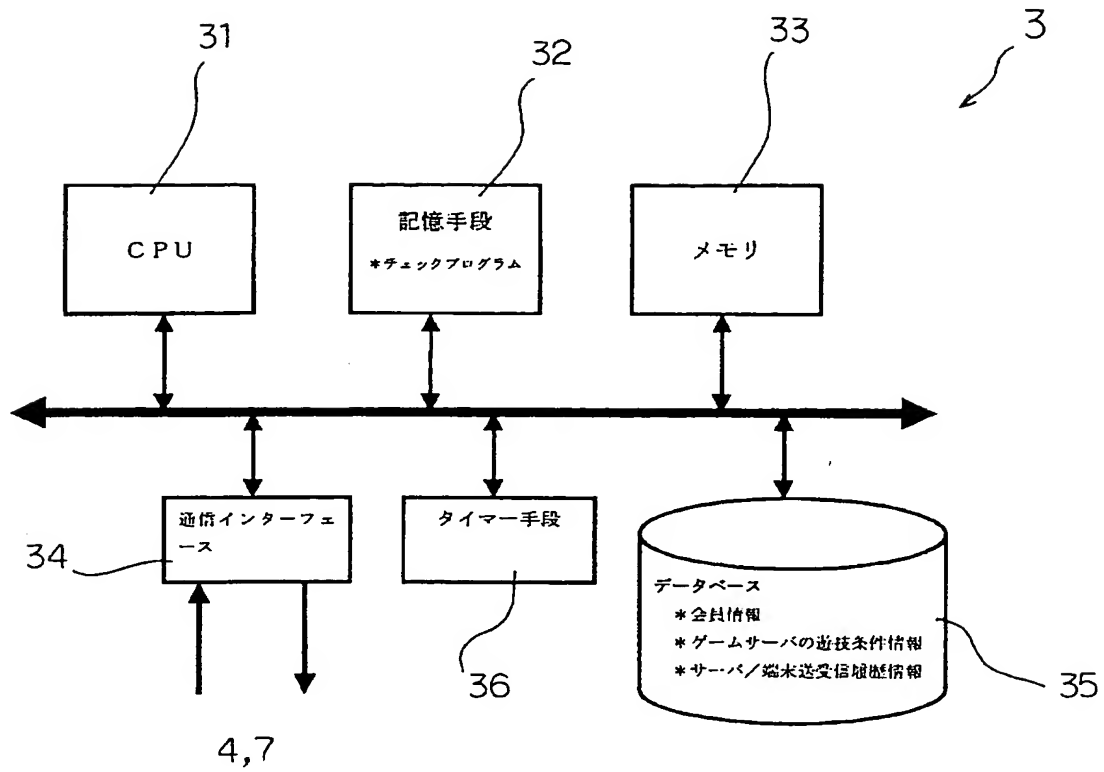 31
32
33
3
CPU
記憶手段
*チェックプログラム
メモリ
通信インターフェ
ース
タイマー手段
データベース
*会員情報
*ゲームサーバの遊技条件情報
*サーバ/端末送受信履歴情報
34
36
35
4,7